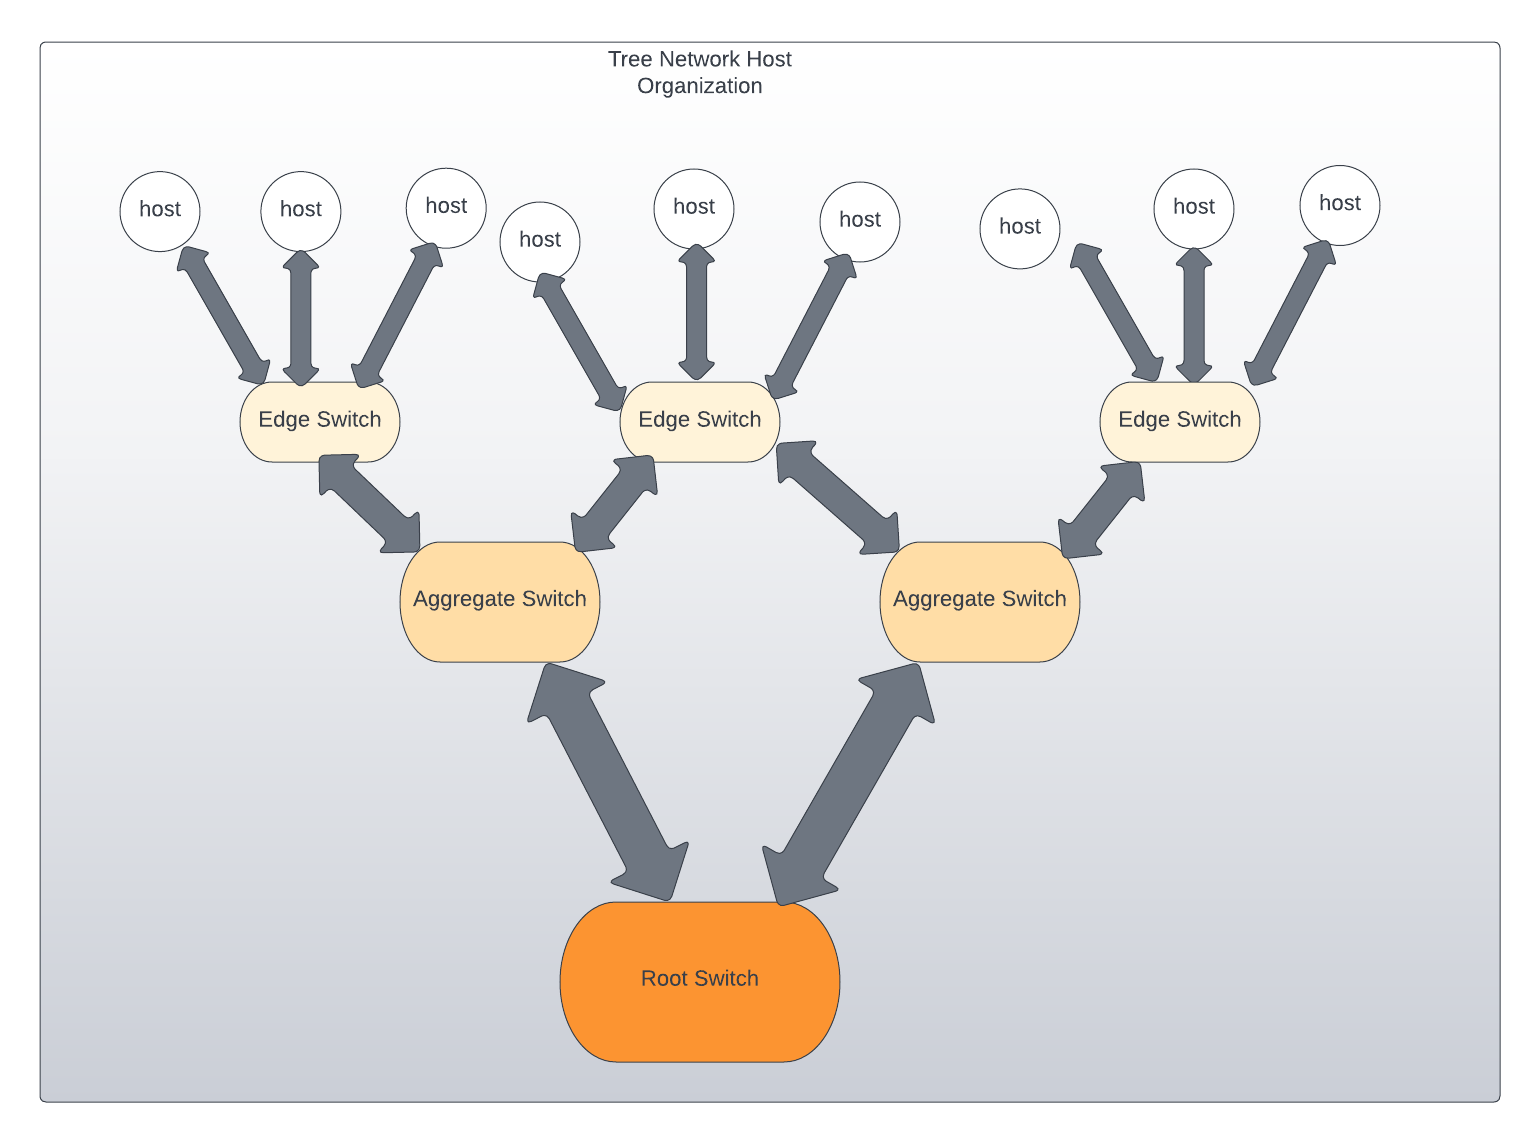 Tree Network Host
Organization
host
host
host
host
host
host
host
host
host
Edge Switch
Edge Switch
Edge Switch
Aggregate Switch
Aggregate Switch
Root Switch